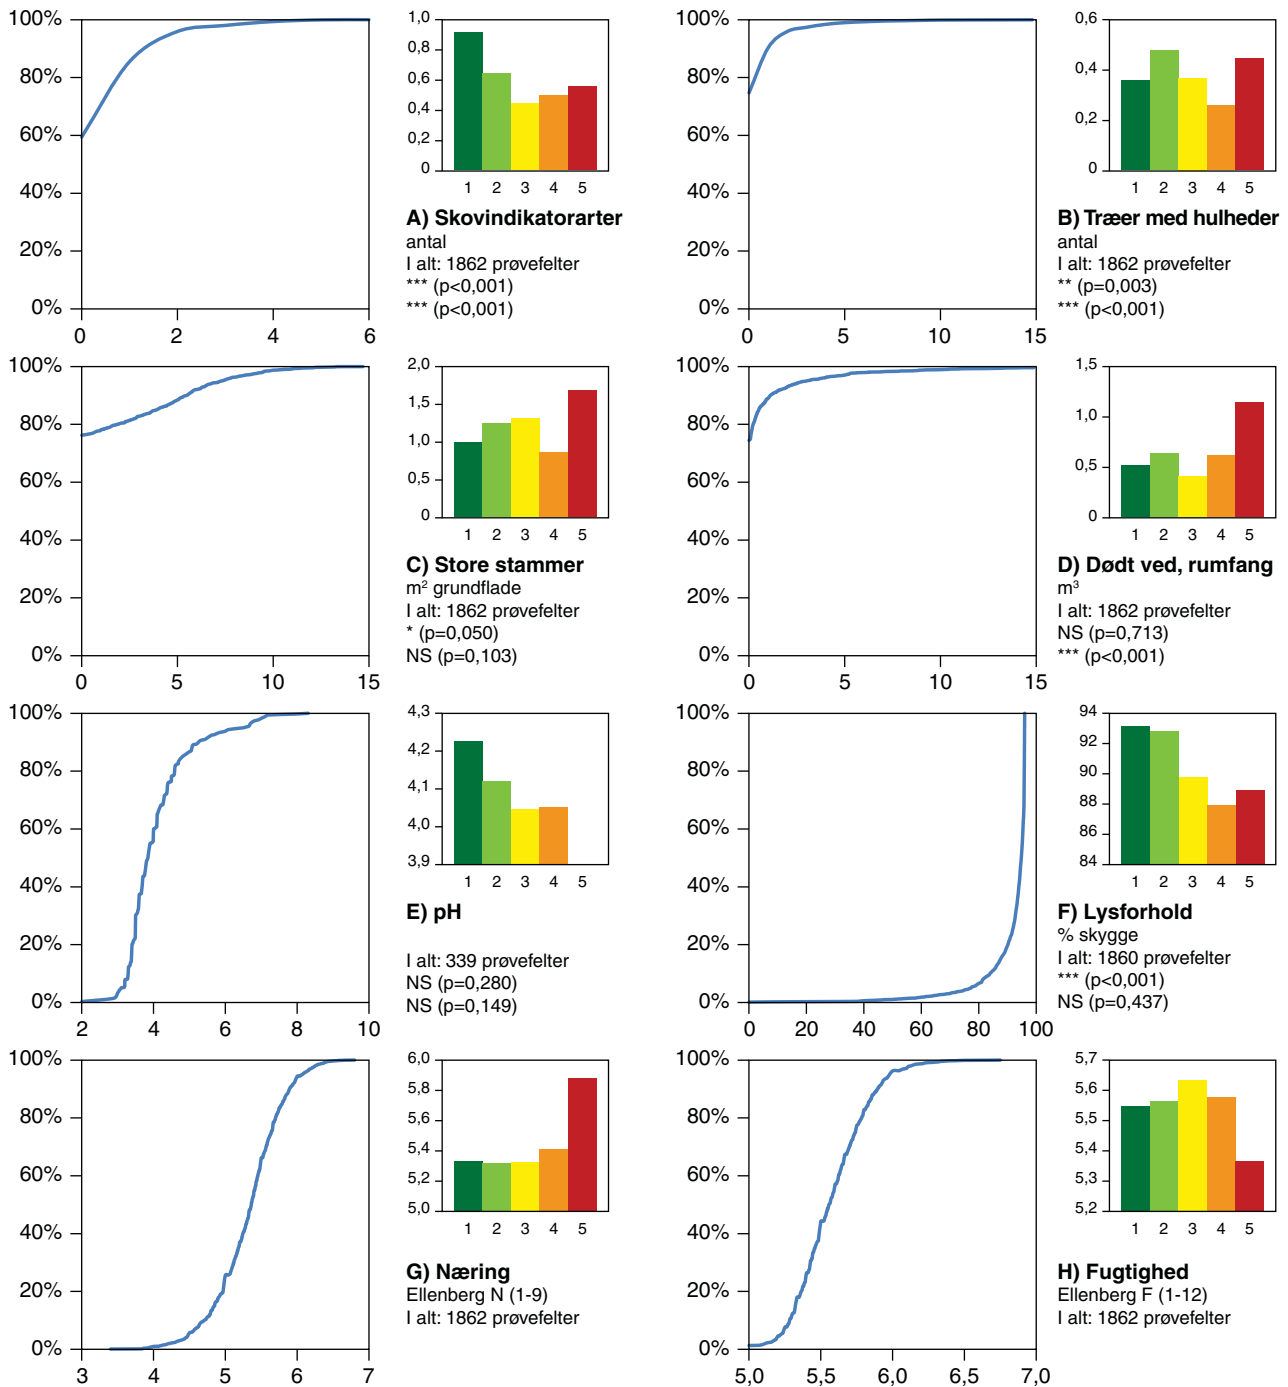 100%
80%
60%
40%
20%
0%
0 2 4 6
1,0
0,8
0,6
0,4
0,2
0
1 2 3 4 5
A) Skovindikatorarter
antal
I alt: 1862 prøvefelter
*** (p<0,001)
*** (p<0,001)
100%
80%
60%
40%
20%
0%
0 5 10 15
0,6
0,4
0,2
0
1 2 3 4 5
B) Træer med hulheder
antal
I alt: 1862 prøvefelter
** (p=0,003)
*** (p<0,001)
100%
80%
60%
40%
20%
0%
0 5 10 15
2,0
1,5
1,0
0,5
0
1 2 3 4 5
C) Store stammer
m² grundflade
I alt: 1862 prøvefelter
* (p=0,050)
NS (p=0,103)
100%
80%
60%
40%
20%
0%
0 5 10 15
1,5
1,0
0,5
0
1 2 3 4 5
D) Dødt ved, rumfang
m³
I alt: 1862 prøvefelter
NS (p=0,713)
*** (p<0,001)
100%
80%
60%
40%
20%
0%
2 4 6 8 10
4,3
4,2
4,1
4,0
3,9
1 2 3 4 5
E) pH
I alt: 339 prøvefelter
NS (p=0,280)
NS (p=0,149)
100%
80%
60%
40%
20%
0%
0 20 40 60 80 100
94
92
90
88
86
84
1 2 3 4 5
F) Lysforhold
% skygge
I alt: 1860 prøvefelter
*** (p<0,001)
NS (p=0,437)
100%
80%
60%
40%
20%
0%
3 4 5 6 7
6,0
5,8
5,6
5,4
5,2
5,0
1 2 3 4 5
G) Næring
Ellenberg N (1-9)
I alt: 1862 prøvefelter
100%
80%
60%
40%
20%
0%
5,0 5,5 6,0 6,5 7,0
5,7
5,6
5,5
5,4
5,3
5,2
1 2 3 4 5
H) Fugtighed
Ellenberg F (1-12)
I alt: 1862 prøvefelter